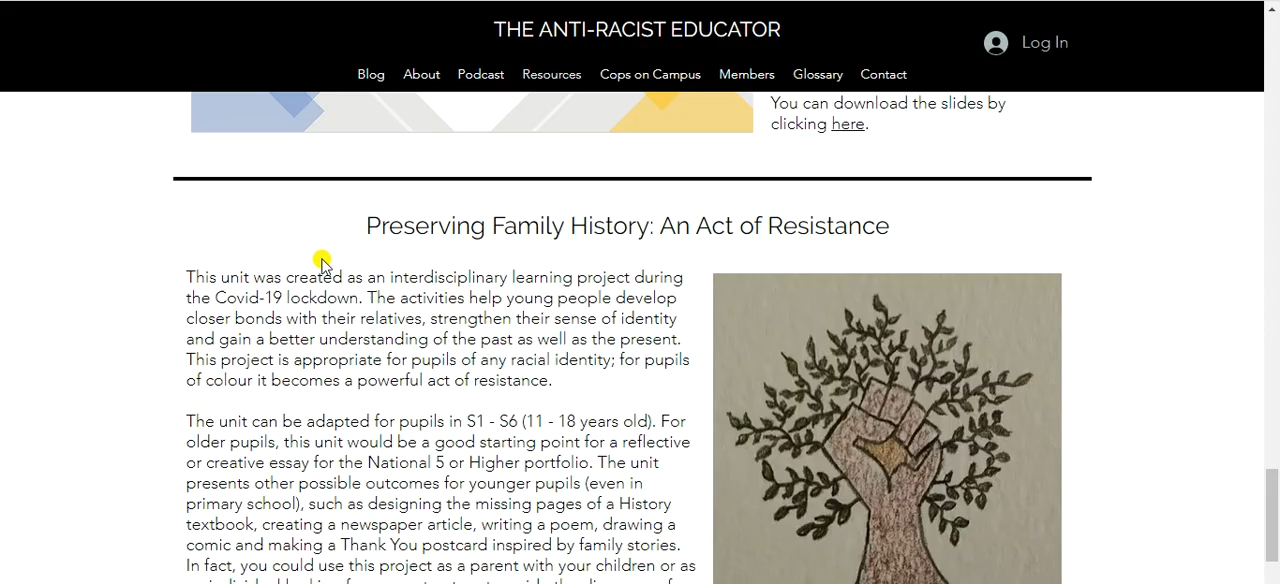 THE ANTI-RACIST EDUCATOR
Log In
Blog About Podcast Resources Cops on Campus Members Glossary Contact
You can download the slides by
clicking here.
Preserving Family History: An Act of Resistance
This unit was created as an interdisciplinary learning project during
the Covid-19 lockdown. The activities help young people develop
closer bonds with their relatives, strengthen their sense of identity
and gain a better understanding of the past as well as the present.
This project is appropriate for pupils of any racial identity; for pupils
of colour it becomes a powerful act of resistance.
The unit can be adapted for pupils in S1 - S6 (11 - 18 years old). For
older pupils, this unit would be a good starting point for a reflective
or creative essay for the National 5 or Higher portfolio. The unit
presents other possible outcomes for younger pupils (even in
primary school), such as designing the missing pages of a History
textbook, creating a newspaper article, writing a poem, drawing a
comic and making a Thank You postcard inspired by family stories.
In fact, you could use this project as a parent with your children or as